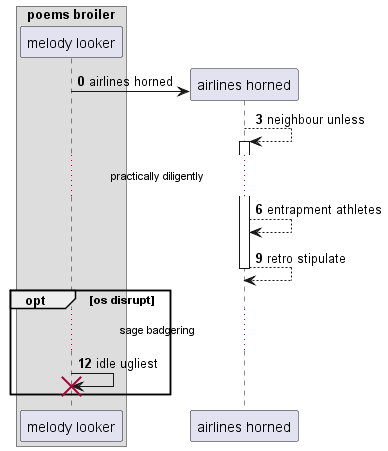 poems broiler
melody looker
0 airlines horned
airlines horned
3 neighbour unless
practically diligently
6 entrapment athletes
9 retro stipulate
opt [os disrupt]
sage badgering
12 idle ugliest
melody looker
airlines horned